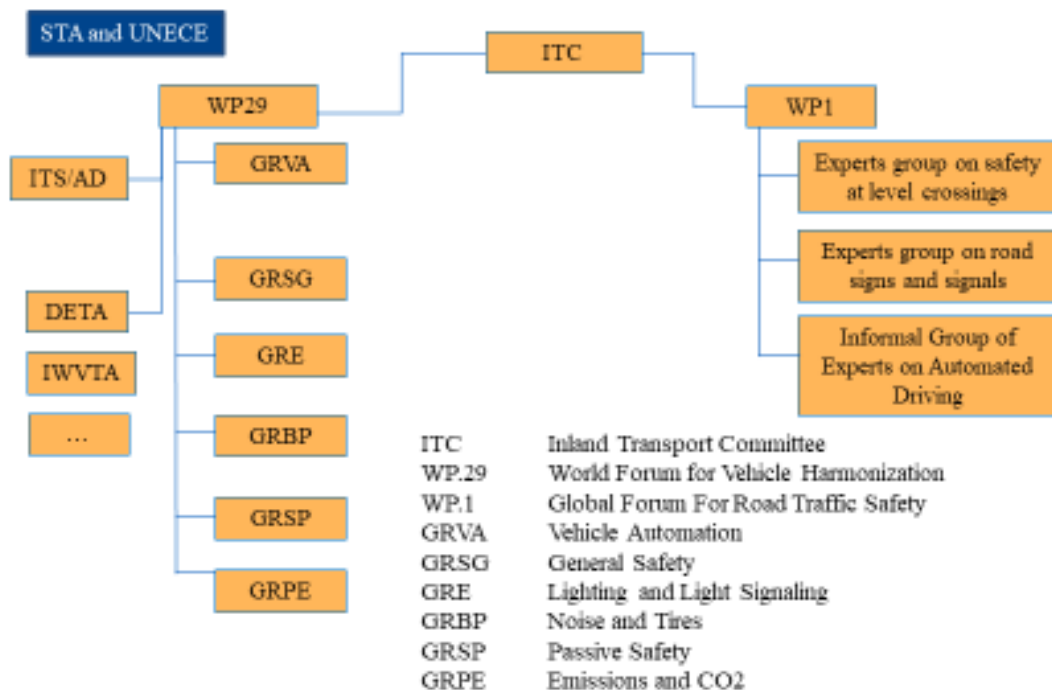 STA and UNECE
ITC
WP29
WP1
ITS/AD
GRVA
Experts group on safety
at level crossings
GRSG
Experts group on road
signs and signals
DETA
GRE
Informal Group of
Experts on Automated
Driving
IWVTA
...
GRBP
GRSP
GRPE
ITC Inland Transport Committee
WP.29 World Forum for Vehicle Harmonization
WP.1 Global Forum For Road Traffic Safety
GRVA Vehicle Automation
GRSG General Safety
GRE Lighting and Light Signaling
GRBP Noise and Tires
GRSP Passive Safety
GRPE Emissions and CO2